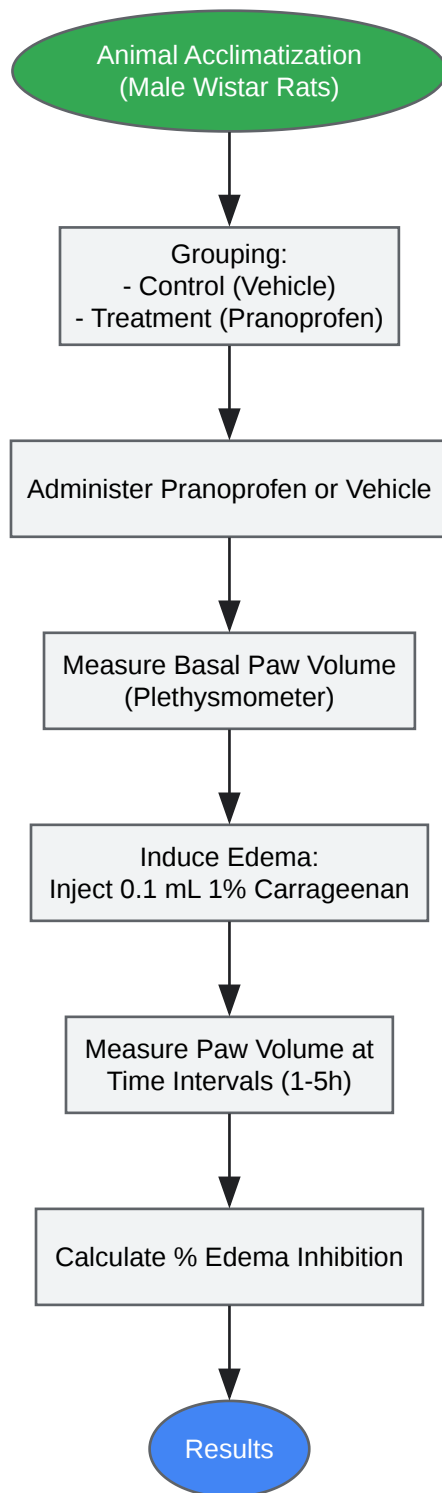 Animal Acclimatization
(Male Wistar Rats)
Grouping:
- Control (Vehicle)
- Treatment (Pranoprofen)
Administer Pranoprofen or Vehicle
Measure Basal Paw Volume
(Plethysmometer)
Induce Edema:
Inject 0.1 mL 1% Carrageenan
Measure Paw Volume at
Time Intervals (1-5h)
Calculate % Edema Inhibition
Results